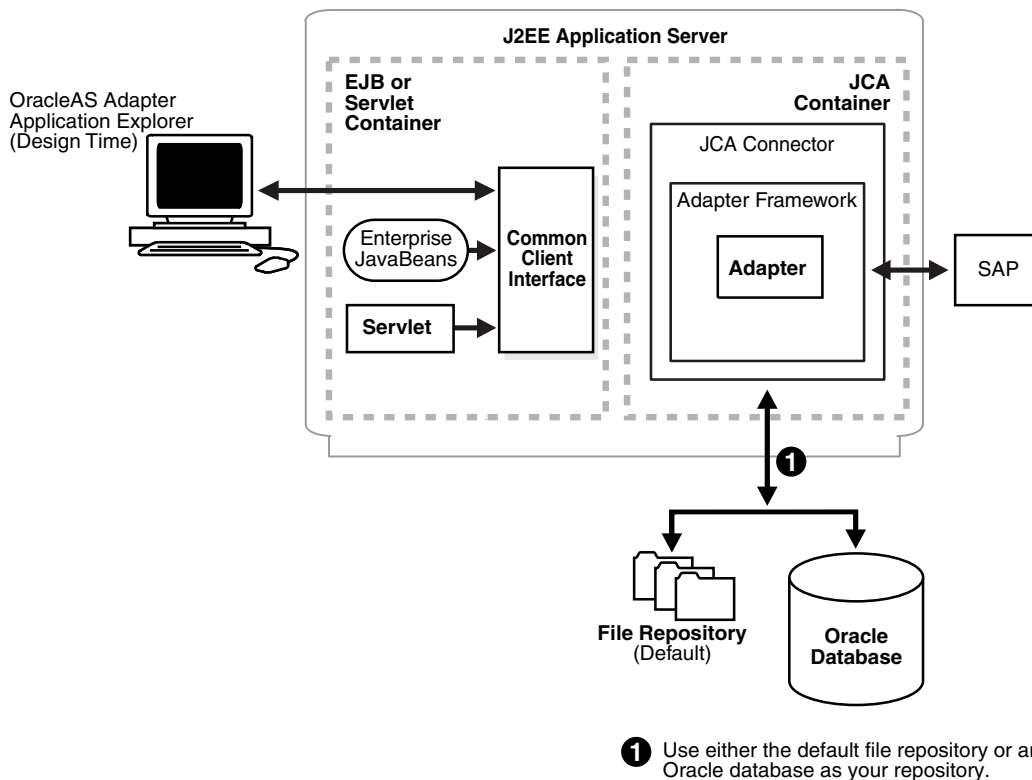 J2EE Application Server
OracleAS Adapter
Application Explorer
(Design Time)
EJB or
Servlet
Container
Enterprise
JavaBeans
Servlet
Common
Client
Interface
JCA
Container
JCA Connector
Adapter Framework
Adapter
SAP
1
File Repository
(Default)
Oracle
Database
1 Use either the default file repository or an
Oracle database as your repository.